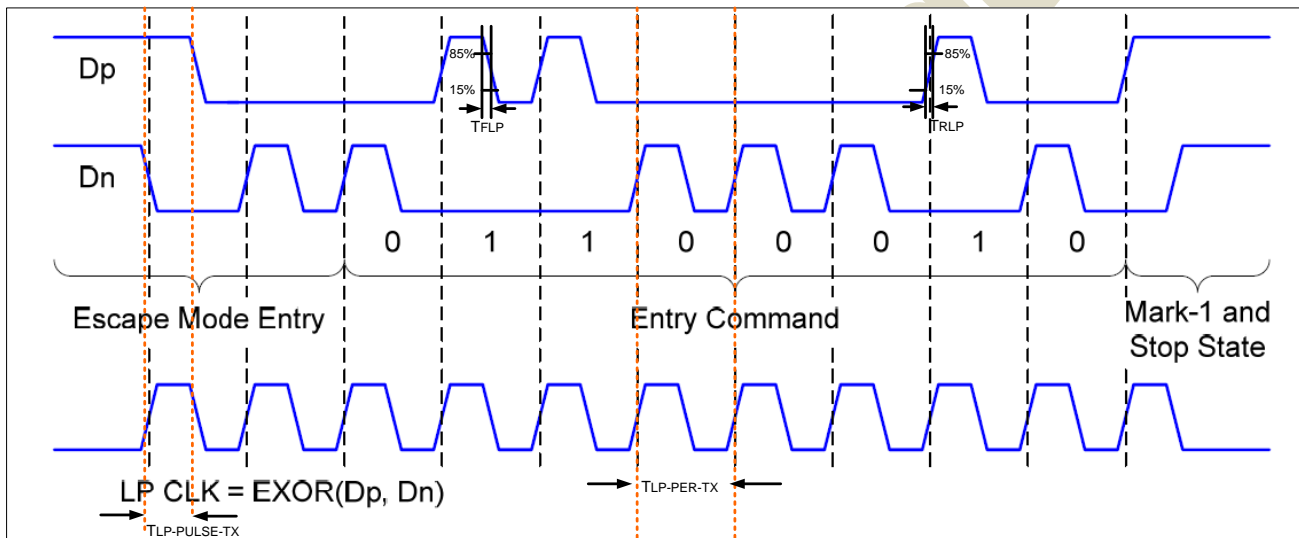 Dp
85%
15%
TFLP
85%
15%
TRLP
Dn
0 1 1 0 0 0 1 0
Escape Mode Entry
Entry Command
Mark-1 and
Stop State
LP CLK = EXOR(Dp, Dn)
TLP-PER-TX
TLP-PULSE-TX